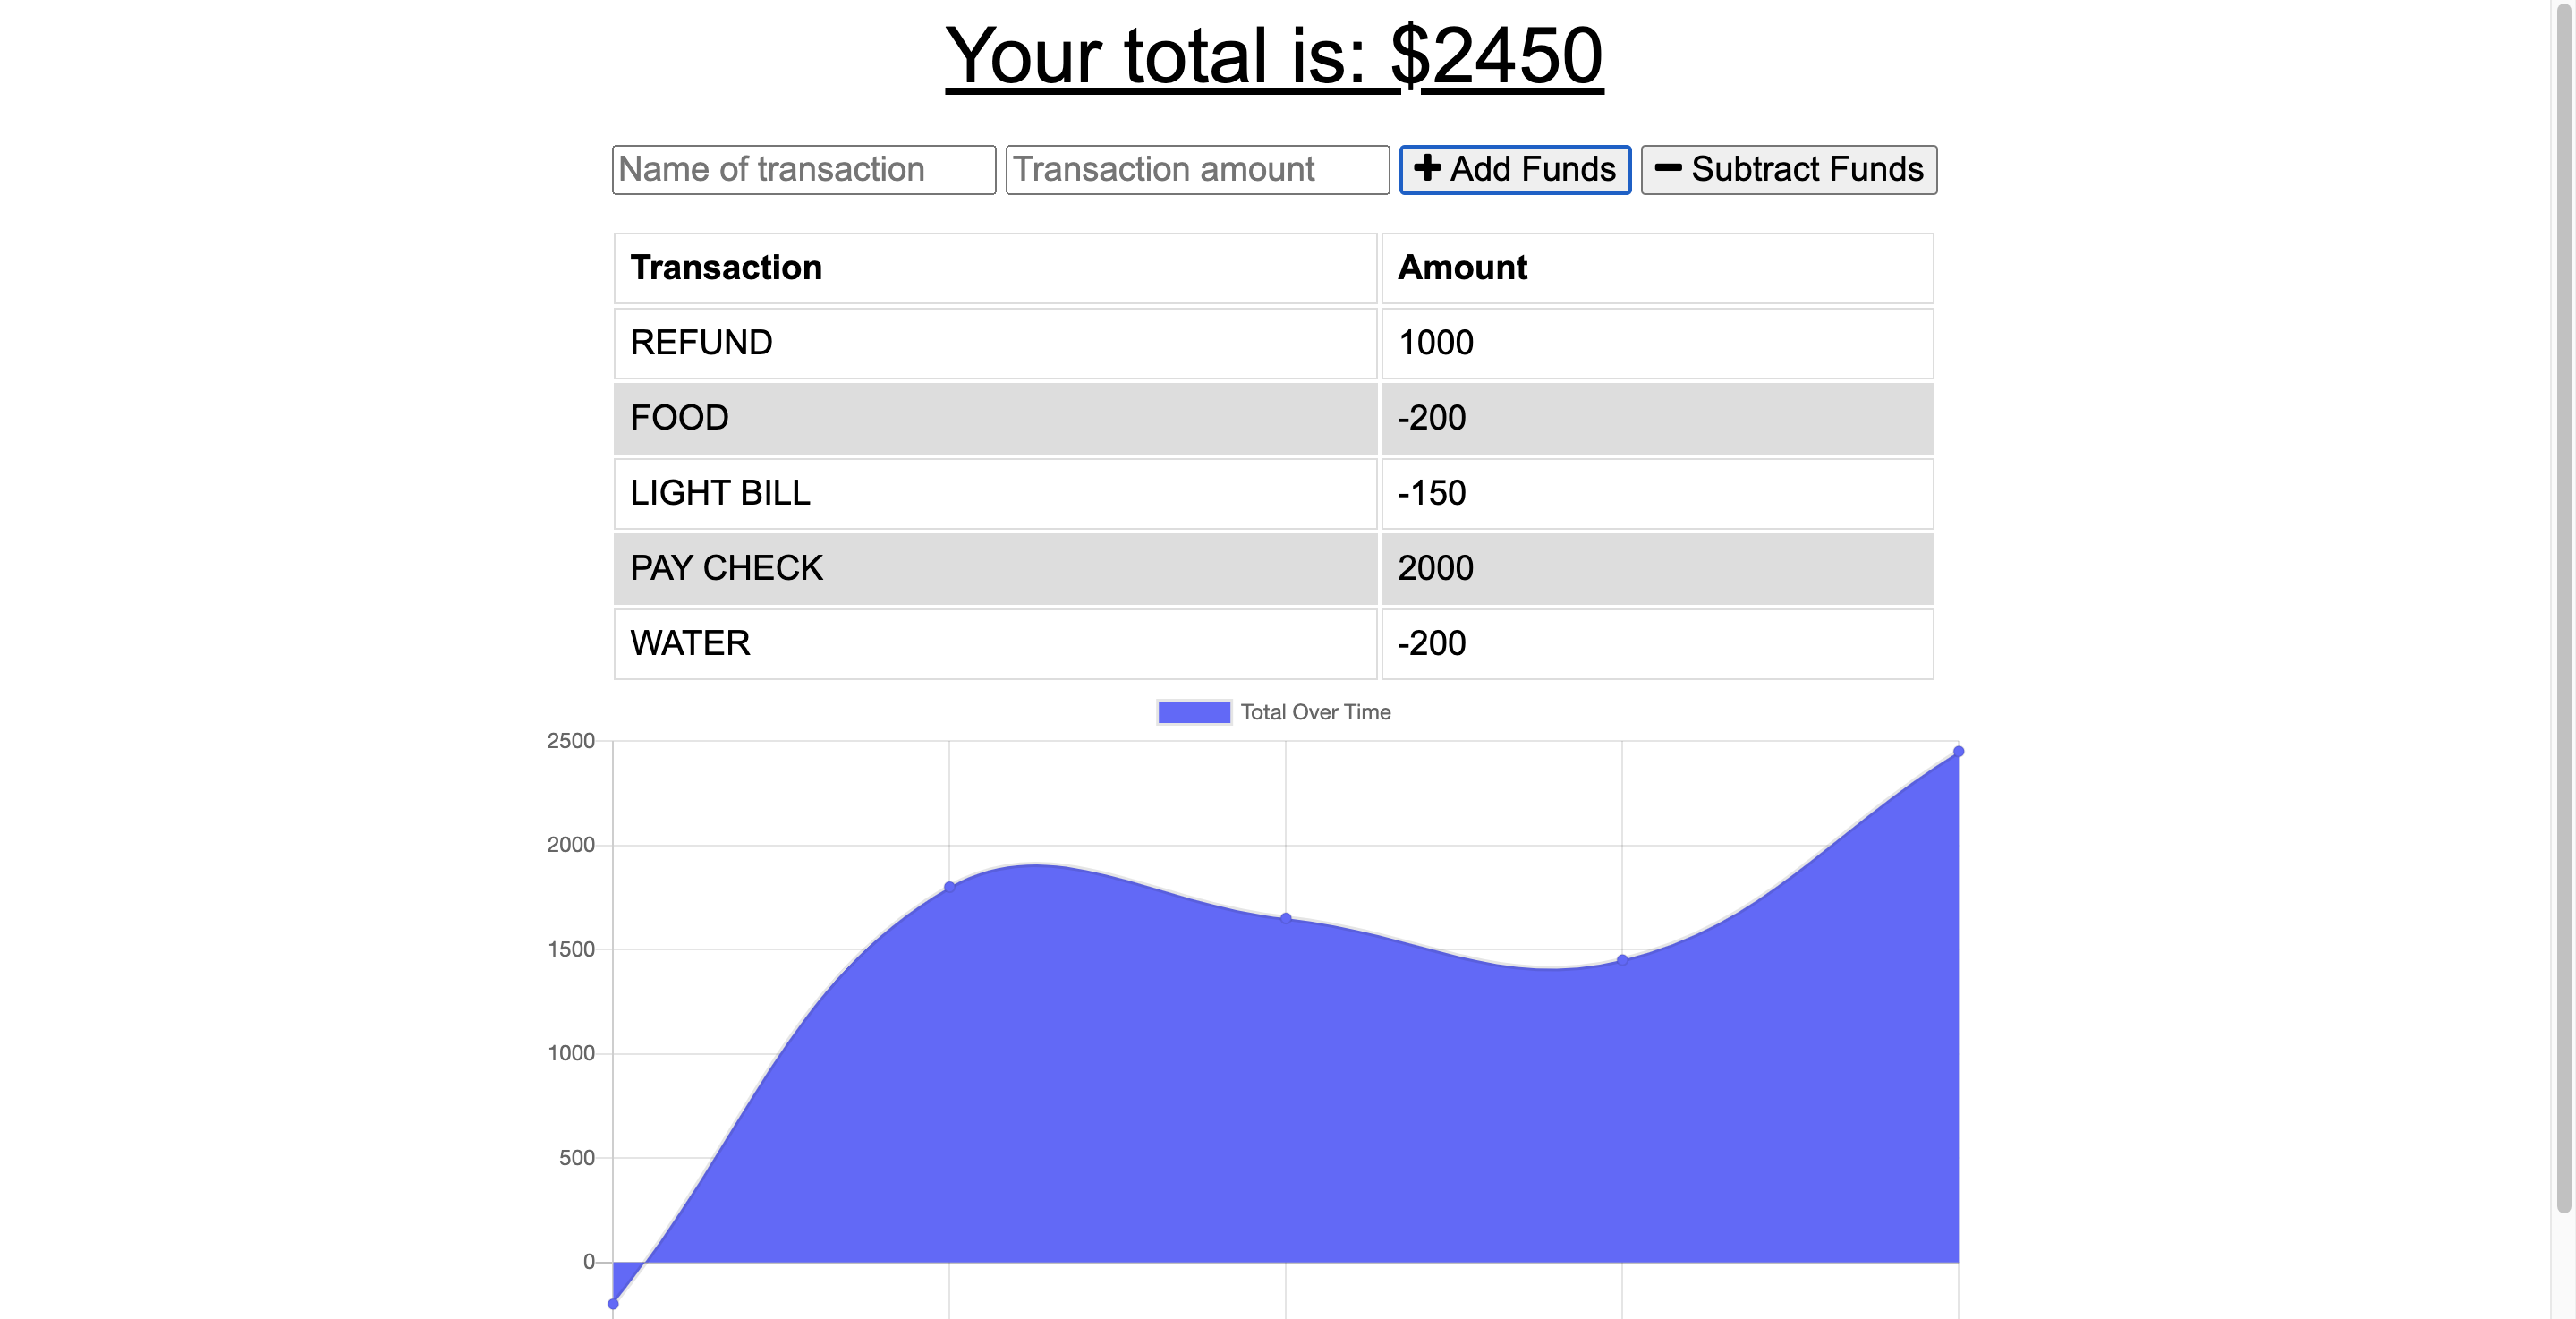 Your total is: $2450
Name of transaction Transaction amount Add Funds Subtract Funds
Transaction Amount
REFUND 1000
FOOD -200
LIGHT BILL -150
PAY CHECK 2000
WATER -200
Total Over Time
2500
2000
1500
1000
500
0